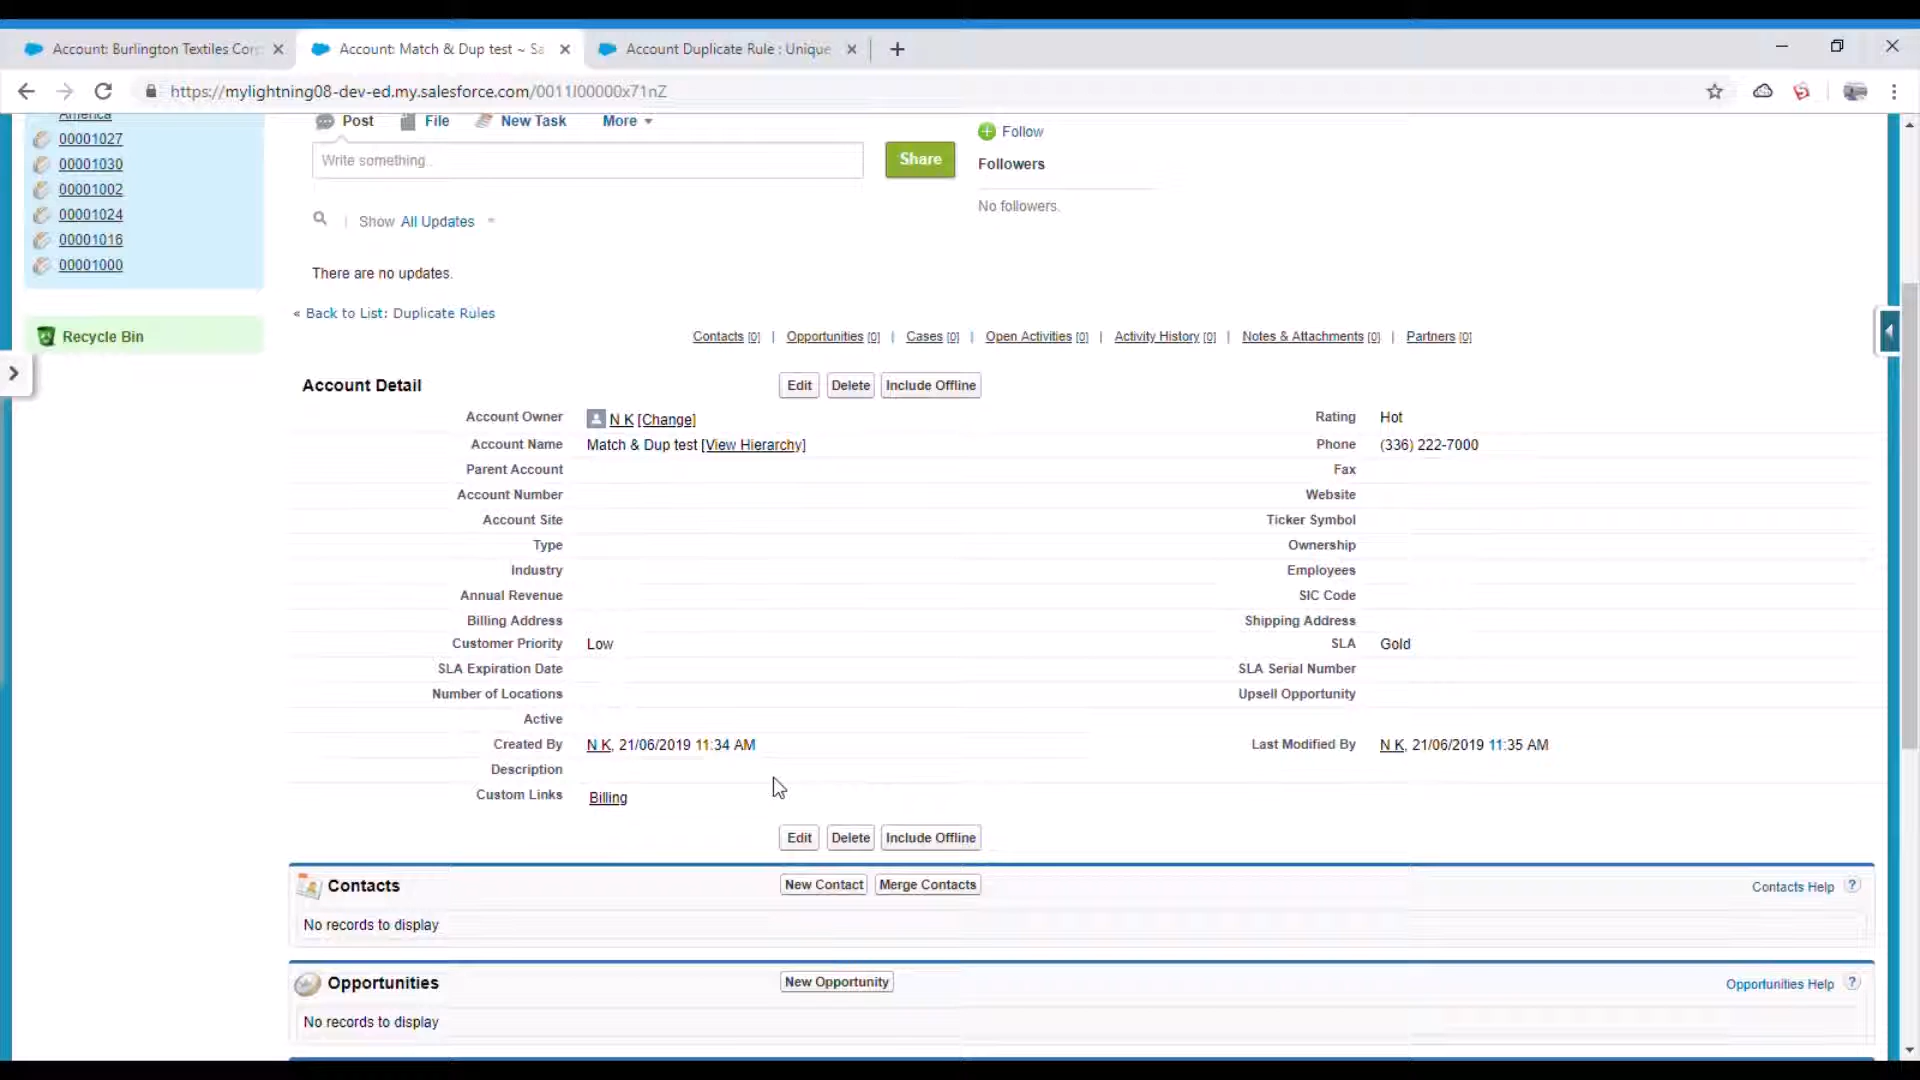 Account: Burlington Textiles Corp
Account: Match & Dup test ~ Sa
Account Duplicate Rule : Unique
https://mylightning08-dev-ed.my.salesforce.com/0011I00000x71nZ
America
00001027
00001030
00001002
00001024
00001016
00001000
Recycle Bin
Post File New Task More
Write something
Share
Follow
Followers
No followers.
Show All Updates
There are no updates.
« Back to List: Duplicate Rules
Contacts [0] | Opportunities [0] | Cases [0] | Open Activities [0] | Activity History [0] | Notes & Attachments [0] | Partners [0]
Account Detail Edit Delete Include Offline
Account Owner N K [Change] Rating Hot
Account Name Match & Dup test [View Hierarchy] Phone (336) 222-7000
Parent Account Fax
Account Number Website
Account Site Ticker Symbol
Type Ownership
Industry Employees
Annual Revenue SIC Code
Billing Address Shipping Address
Customer Priority Low SLA Gold
SLA Expiration Date SLA Serial Number
Number of Locations Upsell Opportunity
Active
Created By N K, 21/06/2019 11:34 AM Last Modified By N K, 21/06/2019 11:35 AM
Description
Custom Links Billing
Edit Delete Include Offline
Contacts New Contact Merge Contacts Contacts Help ?
No records to display
Opportunities New Opportunity Opportunities Help ?
No records to display